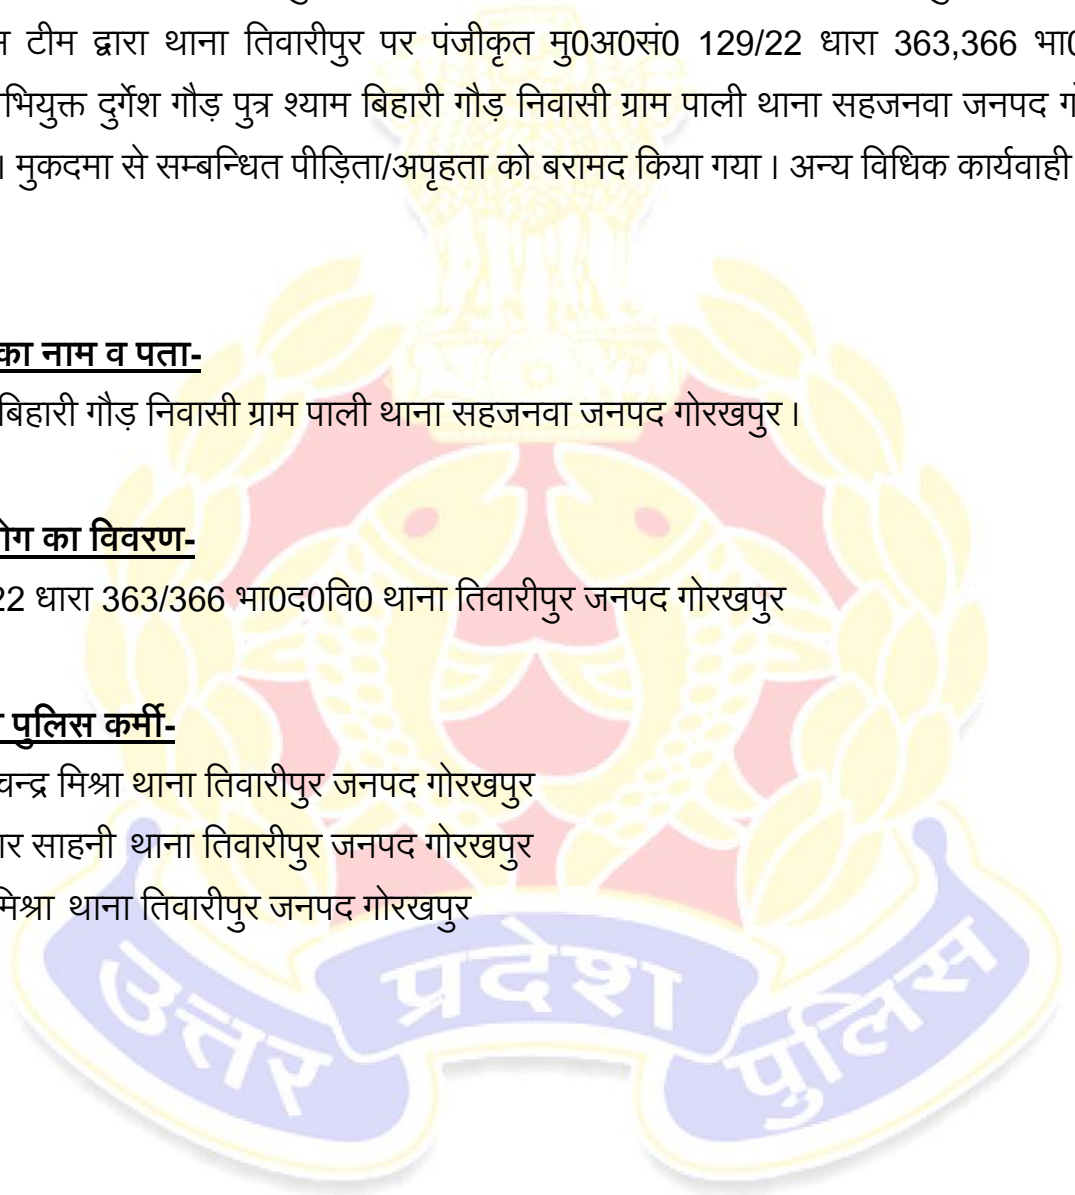 टीम द्वारा थाना तिवारीपुर पर पंजीकृत मु0अ0सं0 129/22 धारा 363,366 भा0
भियुक्त दुर्गेश गौड़ पुत्र श्याम बिहारी गौड़ निवासी ग्राम पाली थाना सहजनवा जनपद गो
। मुकदमा से सम्बन्धित पीड़िता/अपृहता को बरामद किया गया । अन्य विधिक कार्यवाही
का नाम व पता-
बिहारी गौड़ निवासी ग्राम पाली थाना सहजनवा जनपद गोरखपुर ।
ोग का विवरण-
22 धारा 363/366 भा0द0वि0 थाना तिवारीपुर जनपद गोरखपुर
पुलिस कर्मी-
चन्द्र मिश्रा थाना तिवारीपुर जनपद गोरखपुर
ार साहनी थाना तिवारीपुर जनपद गोरखपुर
मिश्रा थाना तिवारीपुर जनपद गोरखपुर
उत्तर प्रदेश पुलिस